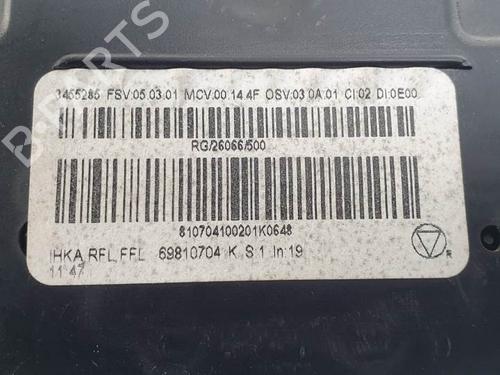 3455285 FSV:05.03.01 MCV:00.14.4F OSV:03.0A.01 CI:02 DI:0E00
RG/26066/500
810704100201K0648
IHKA, RFL, FFL 69810704 K S 1 In:19
11:47
R
B-PARTS